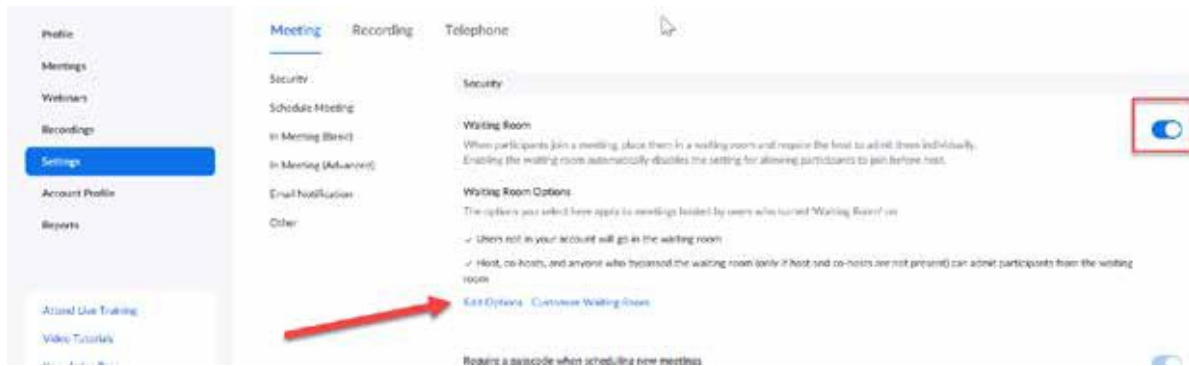 Profile
Meetings
Webinars
Recordings
Settings
Account Profile
Reports
Attend Live Training
Video Tutorials
Meeting Recording Telephone
Security
Schedule Meeting
In Meeting (Basic)
In Meeting (Advanced)
Email Notification
Other
Security
Waiting Room
When participants join a meeting, place them in a waiting room and require the host to admit them individually.
Enabling the waiting room automatically disables the setting for allowing participants to join before host.
Waiting Room Options
The options you select here apply to meetings hosted by users who turned 'Waiting Room' on
✓ Users not in your account will go in the waiting room
✓ Host, co-hosts, and anyone who bypassed the waiting room (only if host and co-hosts are not present) can admit participants from the waiting
room
Edit Options Customize Waiting Room
Require a passcode when scheduling new meetings